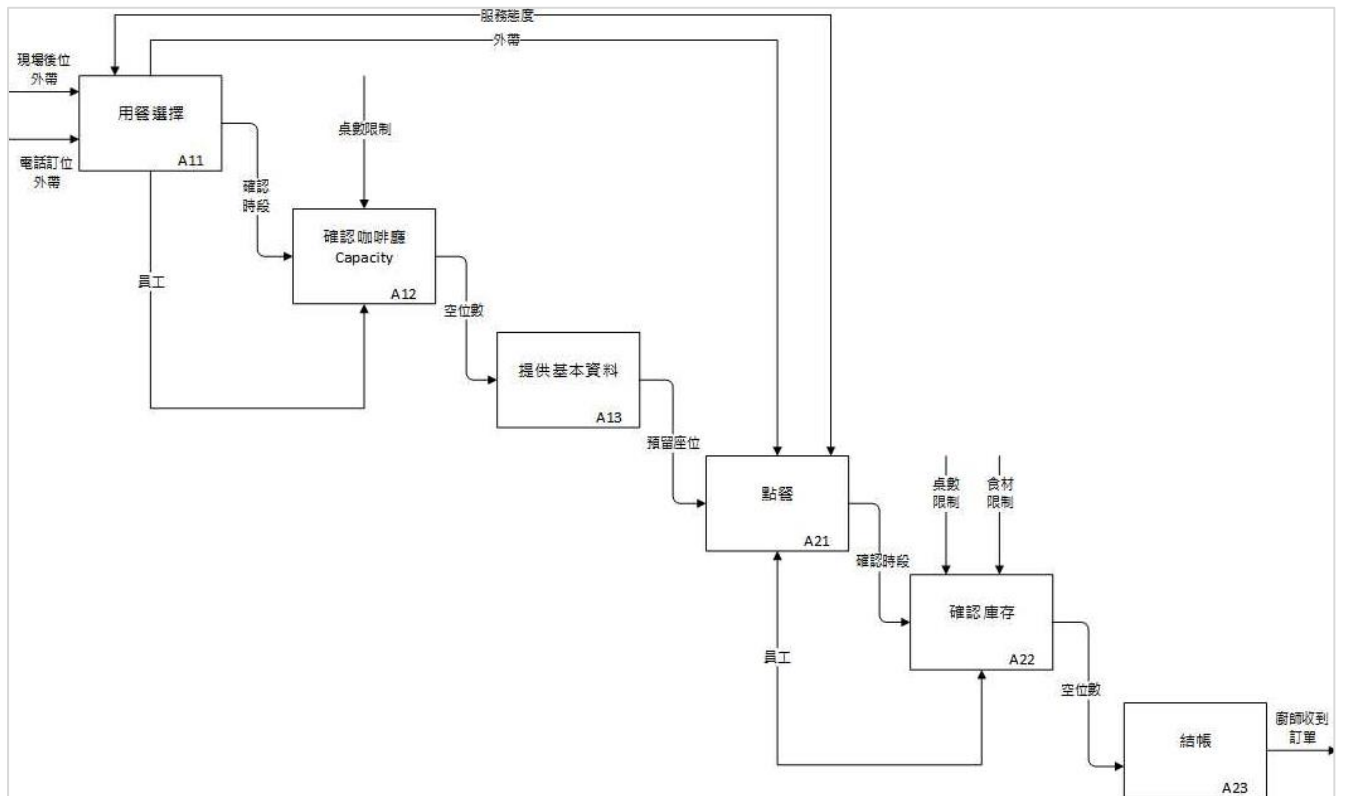 服務態度
外帶
現場後位
外帶
用餐選擇
A11
電話訂位
外帶
桌數限制
確認
時段
確認咖啡廳
Capacity
A12
員工
空位數
提供基本資料
A13
預留座位
點餐
A21
桌數
限制
食材
限制
確認時段
確認庫存
A22
員工
空位數
結帳
A23
廚師收到
訂單